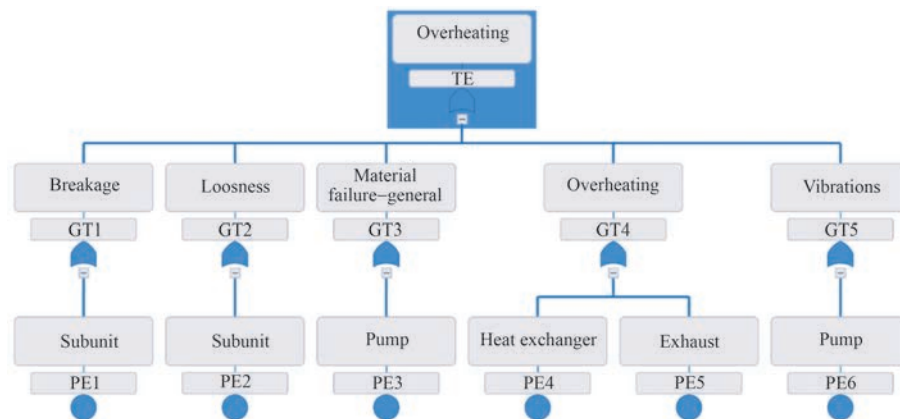 Overheating
TE
Breakage
Loosness
Material
failure–general
Overheating
Vibrations
GT1
GT2
GT3
GT4
GT5
Subunit
Subunit
Pump
Heat exchanger
Exhaust
Pump
PE1
PE2
PE3
PE4
PE5
PE6